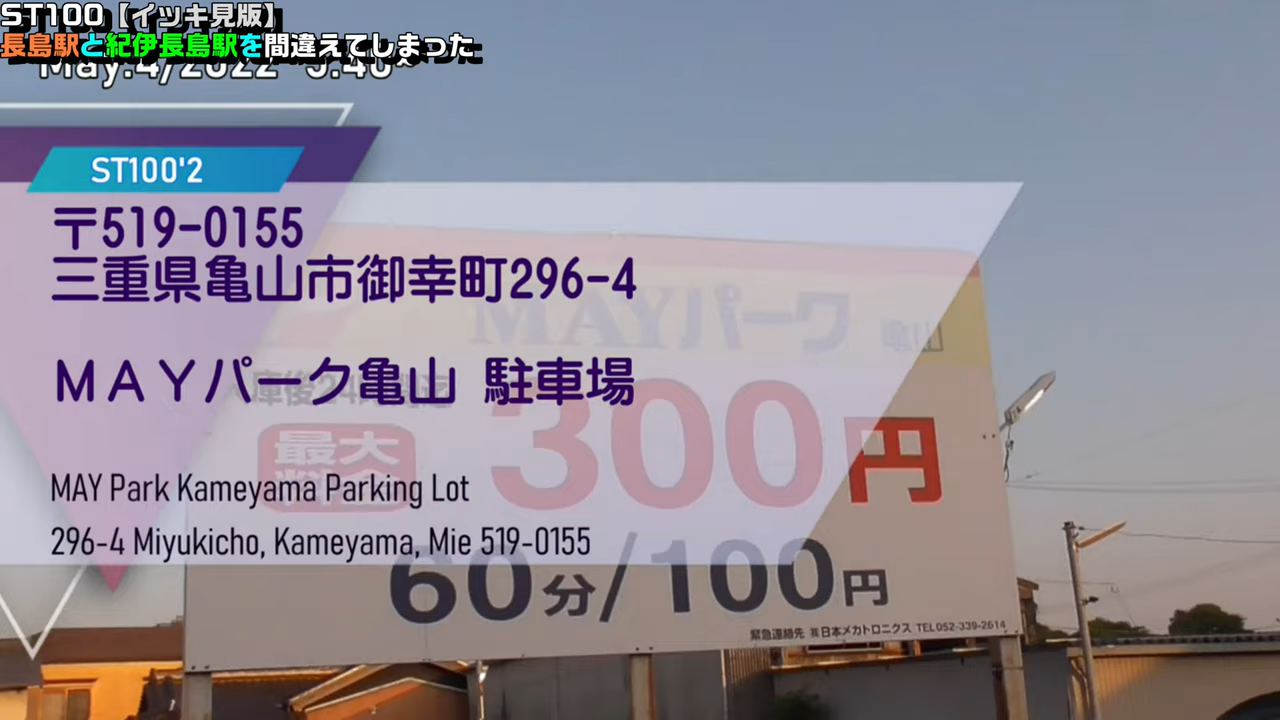 ST100【イッキ見版】
長島駅と紀伊長島駅を間違えてしまった
May.4/2022
ST100'2
〒519-0155
三重県亀山市御幸町296-4
ＭＡＹパーク亀山 駐車場
MAY Park Kameyama Parking Lot
296-4 Miyukicho, Kameyama, Mie 519-0155
MAYパーク 亀山
最大
料金
300円
60分/100円
緊急連絡先 ㈱日本メカトロニクス TEL052-339-2614